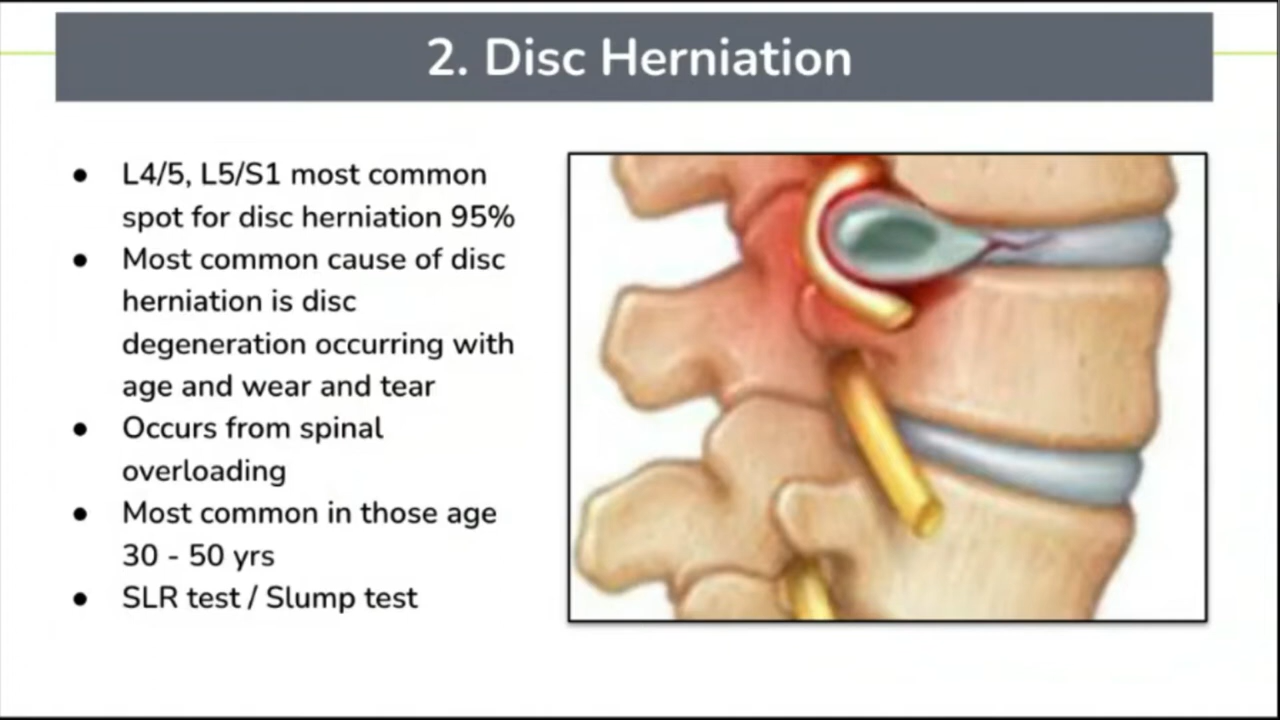 2. Disc Herniation
● L4/5, L5/S1 most common
spot for disc herniation 95%
● Most common cause of disc
herniation is disc
degeneration occurring with
age and wear and tear
● Occurs from spinal
overloading
● Most common in those age
30 - 50 yrs
● SLR test / Slump test